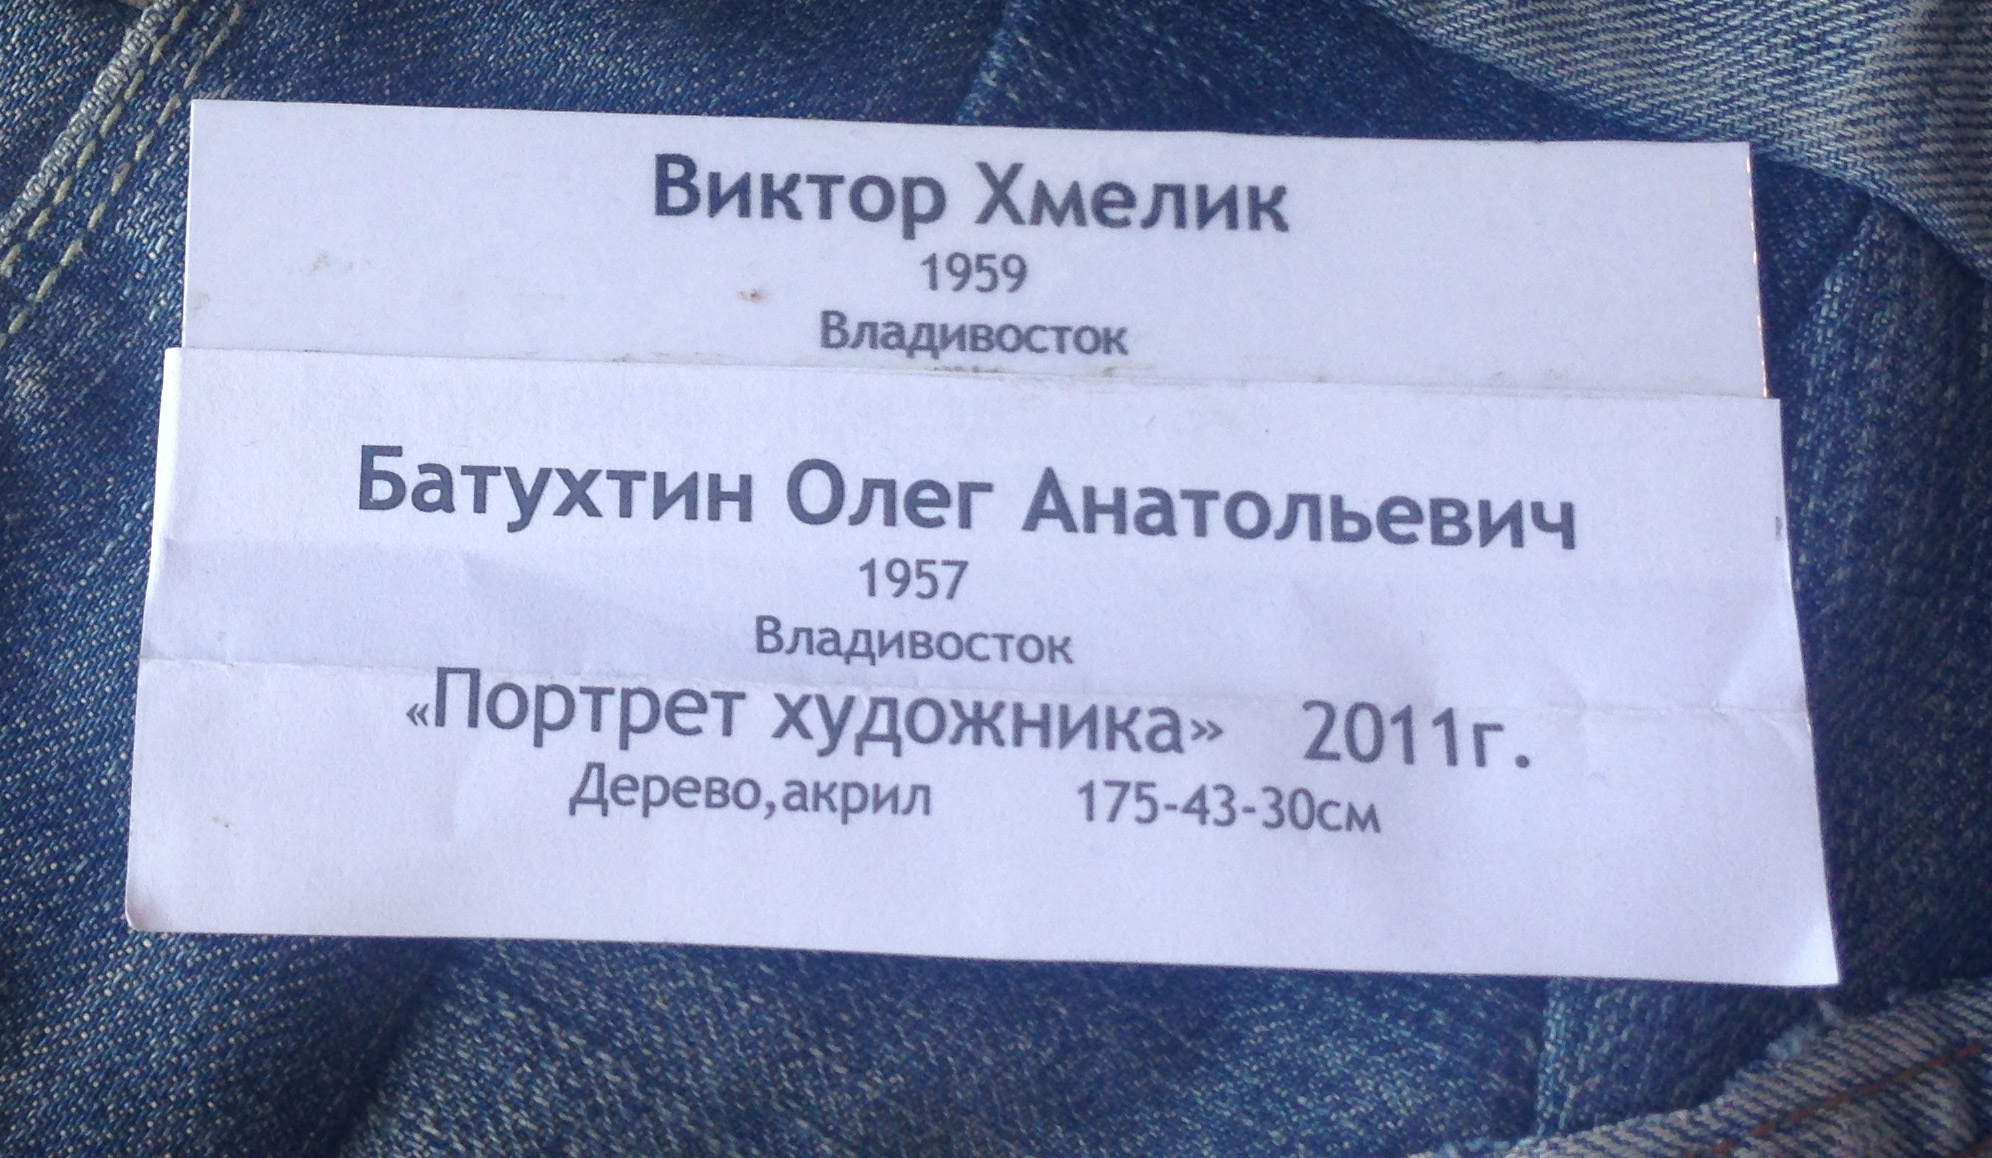 Виктор Хмелик
1959
Владивосток
Батухтин Олег Анатольевич
1957
Владивосток
«Портрет художника» 2011г.
Дерево,акрил 175-43-30см